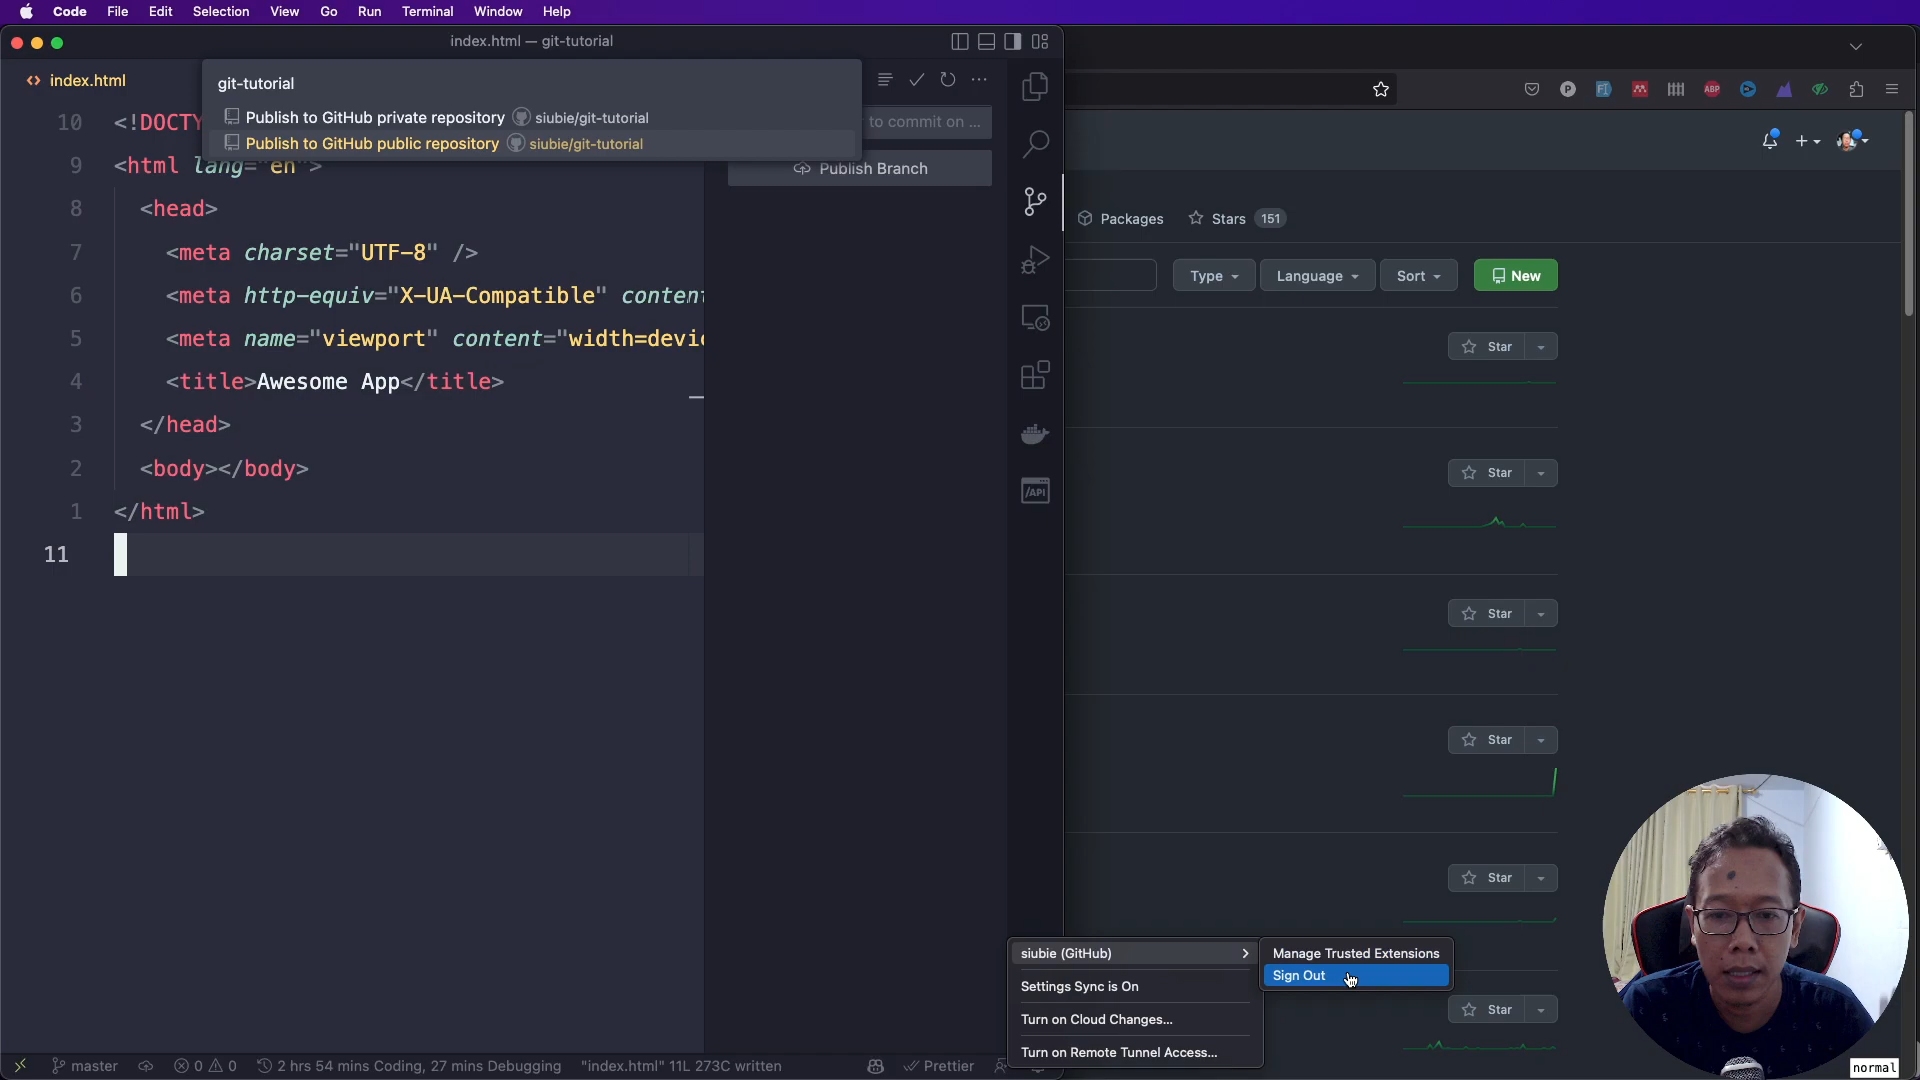 Code File Edit Selection View Go Run Terminal Window Help
index.html — git-tutorial
index.html
git-tutorial
Publish to GitHub private repository siubie/git-tutorial
Publish to GitHub public repository siubie/git-tutorial
to commit on ...
Publish Branch
10 <!DOCTY
9 <html lang="en">
8 <head>
7 <meta charset="UTF-8" />
6 <meta http-equiv="X-UA-Compatible" content
5 <meta name="viewport" content="width=devic
4 <title>Awesome App</title>
3 </head>
2 <body></body>
1 </html>
11
/API
ABP
Packages Stars 151
Type Language Sort New
Star
Star
Star
Star
Star
Star
siubie (GitHub)
Settings Sync is On
Turn on Cloud Changes...
Turn on Remote Tunnel Access...
Manage Trusted Extensions
Sign Out
master 0 0 2 hrs 54 mins Coding, 27 mins Debugging "index.html" 11L 273C written Prettier
normal